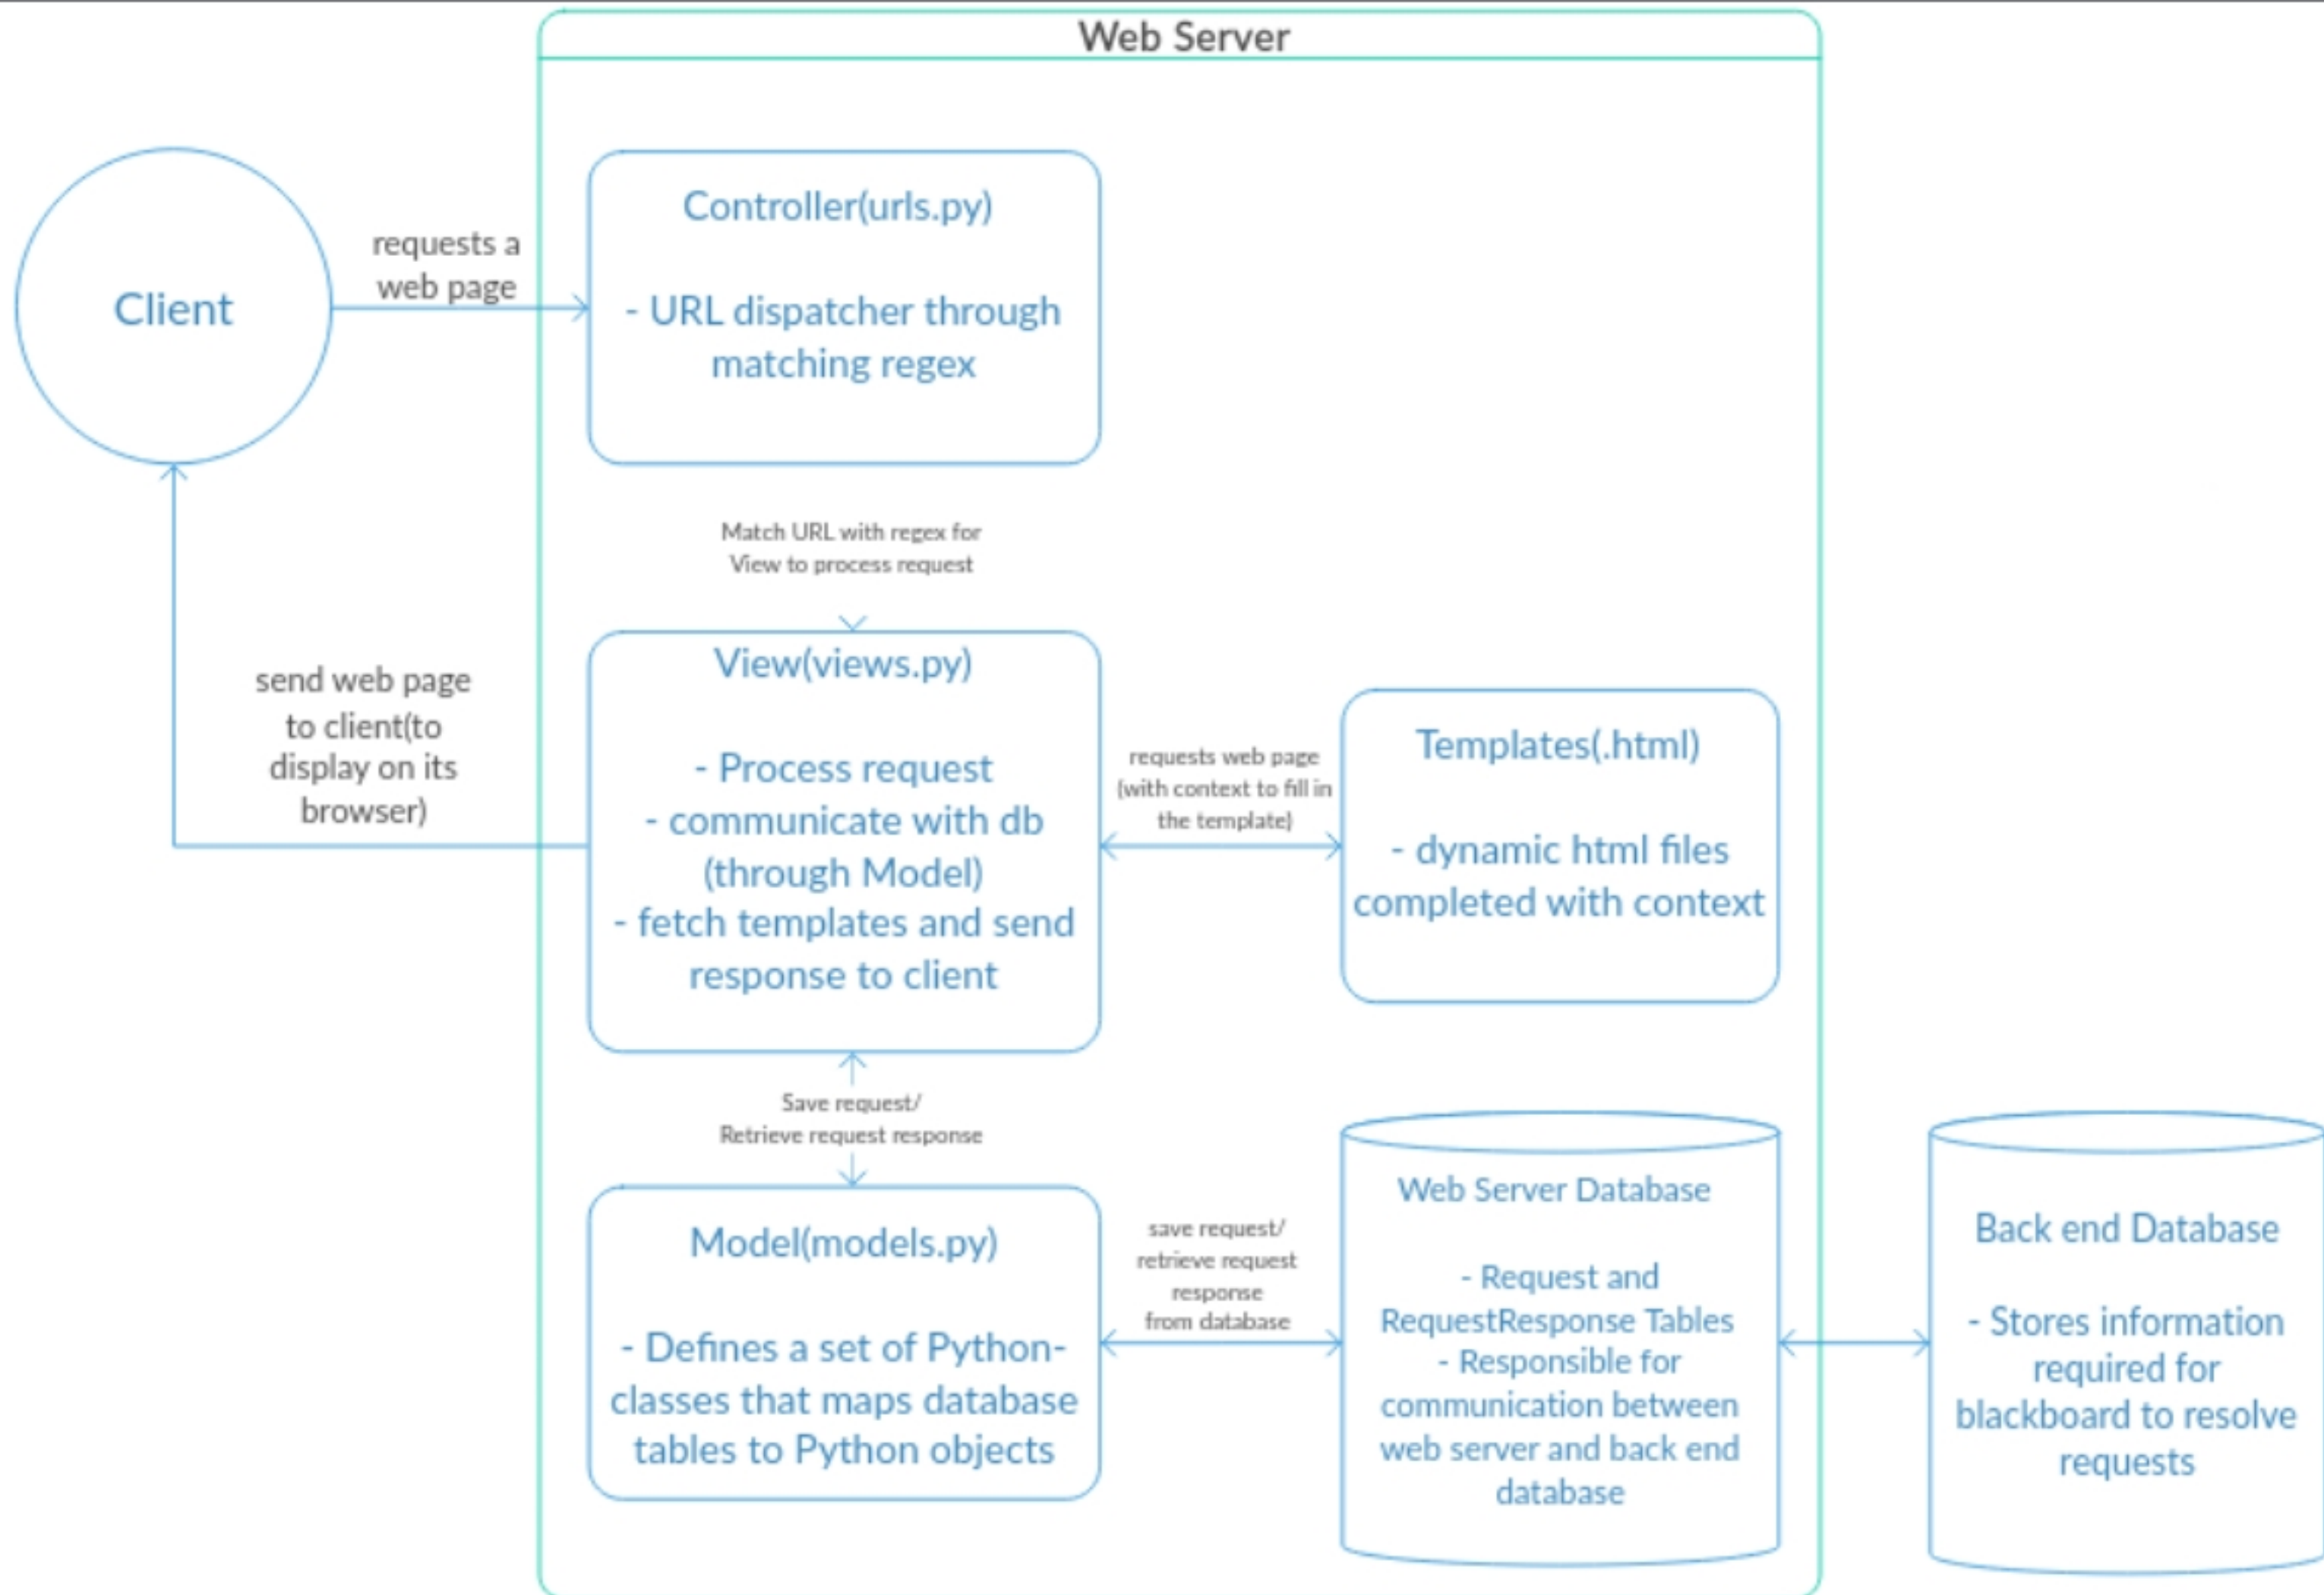 Web Server
Client
requests a
web page
Controller(urls.py)
- URL dispatcher through
matching regex
Match URL with regex for
View to process request
send web page
to client(to
display on its
browser)
View(views.py)
- Process request
- communicate with db
(through Model)
- fetch templates and send
response to client
requests web page
(with context to fill in
the template)
Templates(.html)
- dynamic html files
completed with context
Save request/
Retrieve request response
Model(models.py)
- Defines a set of Python-
classes that maps database
tables to Python objects
save request/
retrieve request
response
from database
Web Server Database
- Request and
RequestResponse Tables
- Responsible for
communication between
web server and back end
database
Back end Database
- Stores information
required for
blackboard to resolve
requests